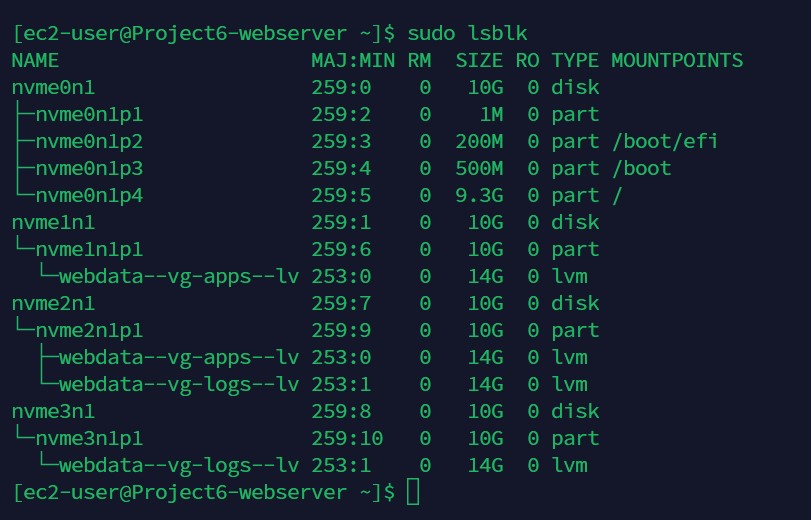 [ec2-user@Project6-webserver ~]$ sudo lsblk
NAME                     MAJ:MIN RM  SIZE RO TYPE MOUNTPOINTS
nvme0n1                  259:0    0   10G  0 disk
├─nvme0n1p1              259:2    0    1M  0 part
├─nvme0n1p2              259:3    0  200M  0 part /boot/efi
├─nvme0n1p3              259:4    0  500M  0 part /boot
└─nvme0n1p4              259:5    0  9.3G  0 part /
nvme1n1                  259:1    0   10G  0 disk
└─nvme1n1p1              259:6    0   10G  0 part
  └─webdata--vg-apps--lv 253:0    0   14G  0 lvm
nvme2n1                  259:7    0   10G  0 disk
└─nvme2n1p1              259:9    0   10G  0 part
  ├─webdata--vg-apps--lv 253:0    0   14G  0 lvm
  └─webdata--vg-logs--lv 253:1    0   14G  0 lvm
nvme3n1                  259:8    0   10G  0 disk
└─nvme3n1p1              259:10   0   10G  0 part
  └─webdata--vg-logs--lv 253:1    0   14G  0 lvm
[ec2-user@Project6-webserver ~]$